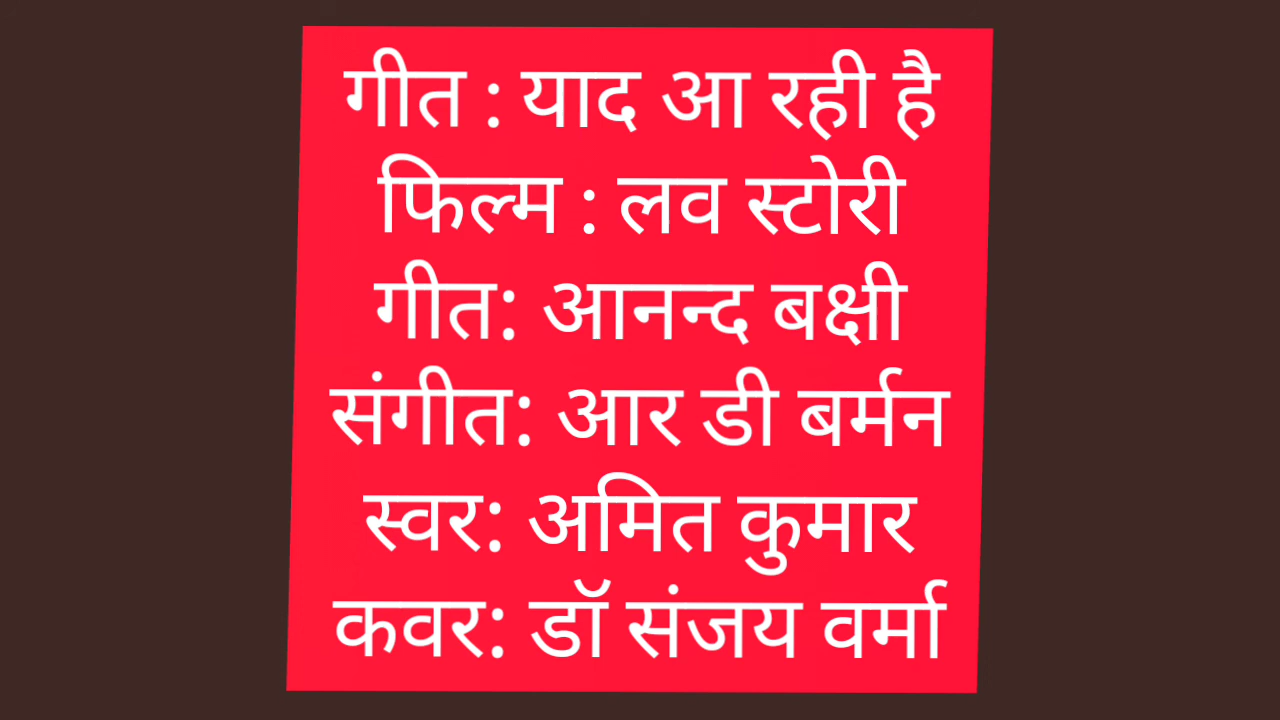 गीत : याद आ रही है
फिल्म : लव स्टोरी
गीत: आनन्द बक्षी
संगीत: आर डी बर्मन
स्वर: अमित कुमार
कवर: डॉ संजय वर्मा